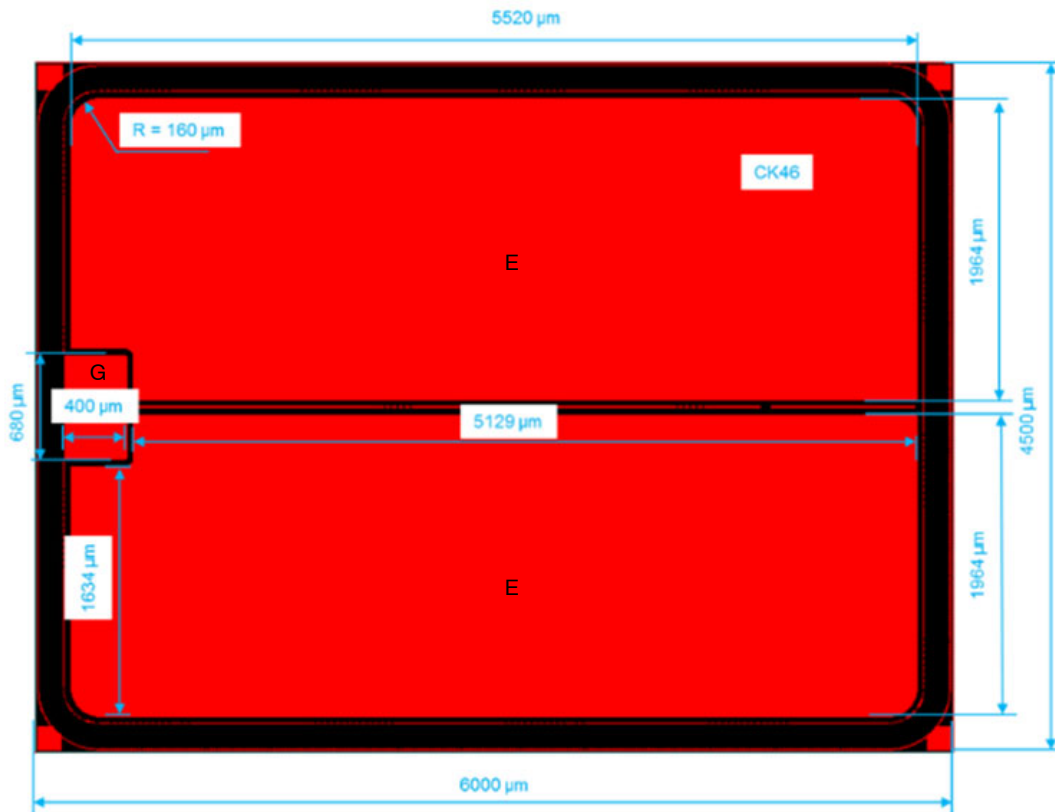 5520 µm
R = 160 µm
CK46
E
1964 µm
G
680 µm
400 µm
5129 µm
4500 µm
1634 µm
E
1964 µm
6000 µm